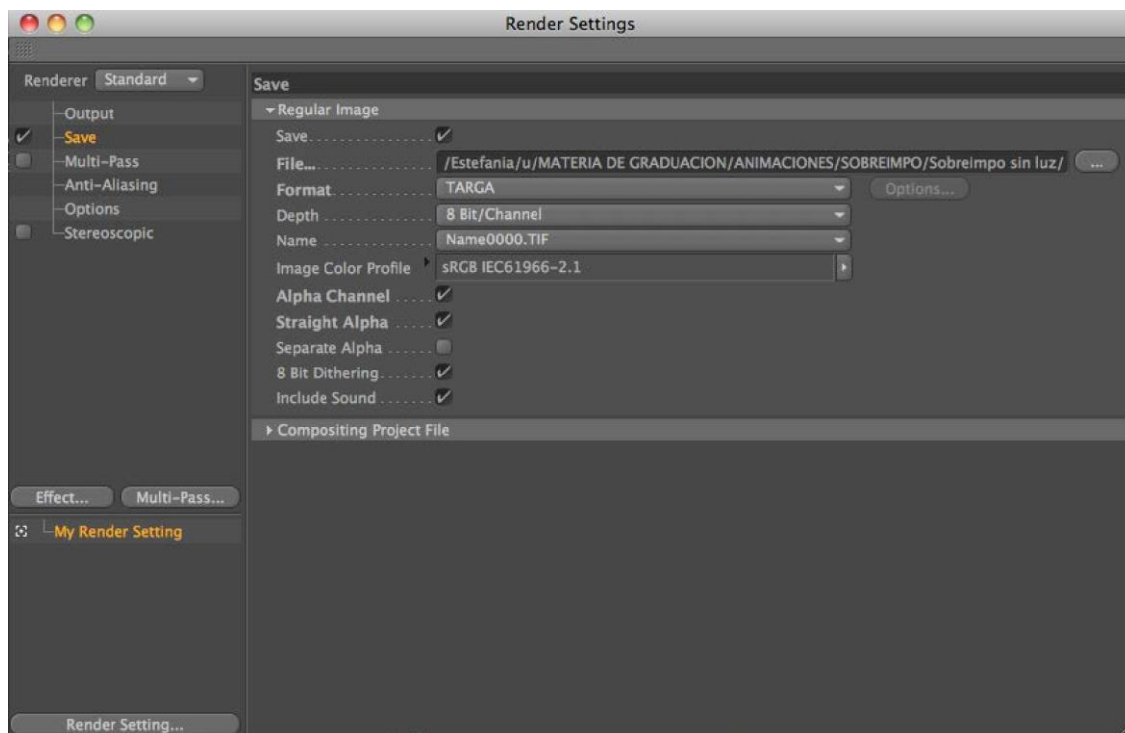 Render Settings
Renderer Standard
Output
Save
Multi-Pass
Anti-Aliasing
Options
Stereoscopic
Effect... Multi-Pass...
My Render Setting
Render Setting...
Save
Regular Image
Save
File... /Estefania/u/MATERIA DE GRADUACION/ANIMACIONES/SOBREIMPO/Sobreimpo sin luz/ ...
Format TARGA Options...
Depth 8 Bit/Channel
Name Name0000.TIF
Image Color Profile sRGB IEC61966-2.1
Alpha Channel
Straight Alpha
Separate Alpha
8 Bit Dithering
Include Sound
Compositing Project File